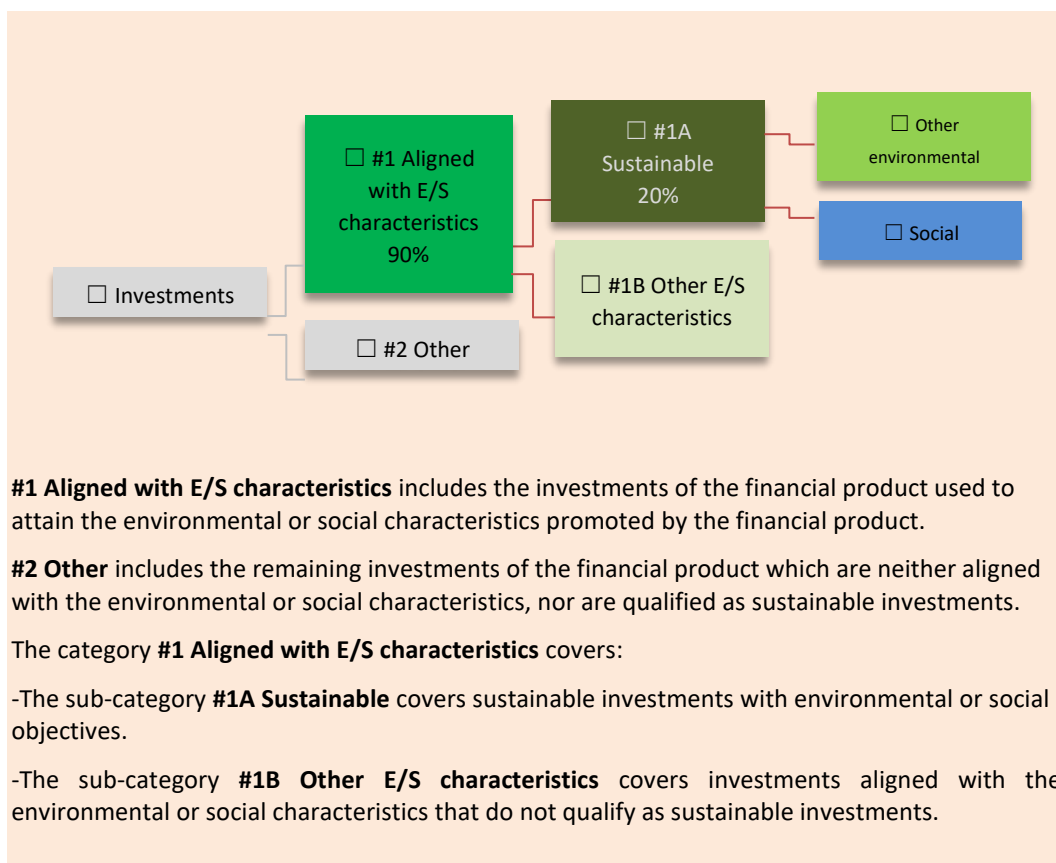 ☐ Investments
☐ #1 Aligned
with E/S
characteristics
90%
☐ #2 Other
☐ #1A
Sustainable
20%
☐ #1B Other E/S
characteristics
☐ Other
environmental
☐ Social
#1 Aligned with E/S characteristics includes the investments of the financial product used to
attain the environmental or social characteristics promoted by the financial product.
#2 Other includes the remaining investments of the financial product which are neither aligned
with the environmental or social characteristics, nor are qualified as sustainable investments.
The category #1 Aligned with E/S characteristics covers:
-The sub-category #1A Sustainable covers sustainable investments with environmental or social
objectives.
-The sub-category #1B Other E/S characteristics covers investments aligned with the
environmental or social characteristics that do not qualify as sustainable investments.